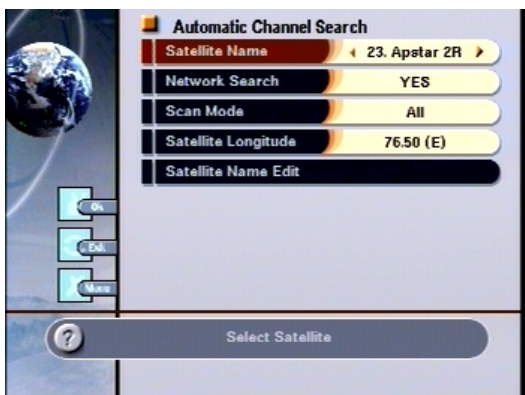 Automatic Channel Search
Satellite Name 23. Apstar 2R
Network Search YES
Scan Mode All
Satellite Longitude 76.50 (E)
Satellite Name Edit
Ok
Exit
Menu
? Select Satellite